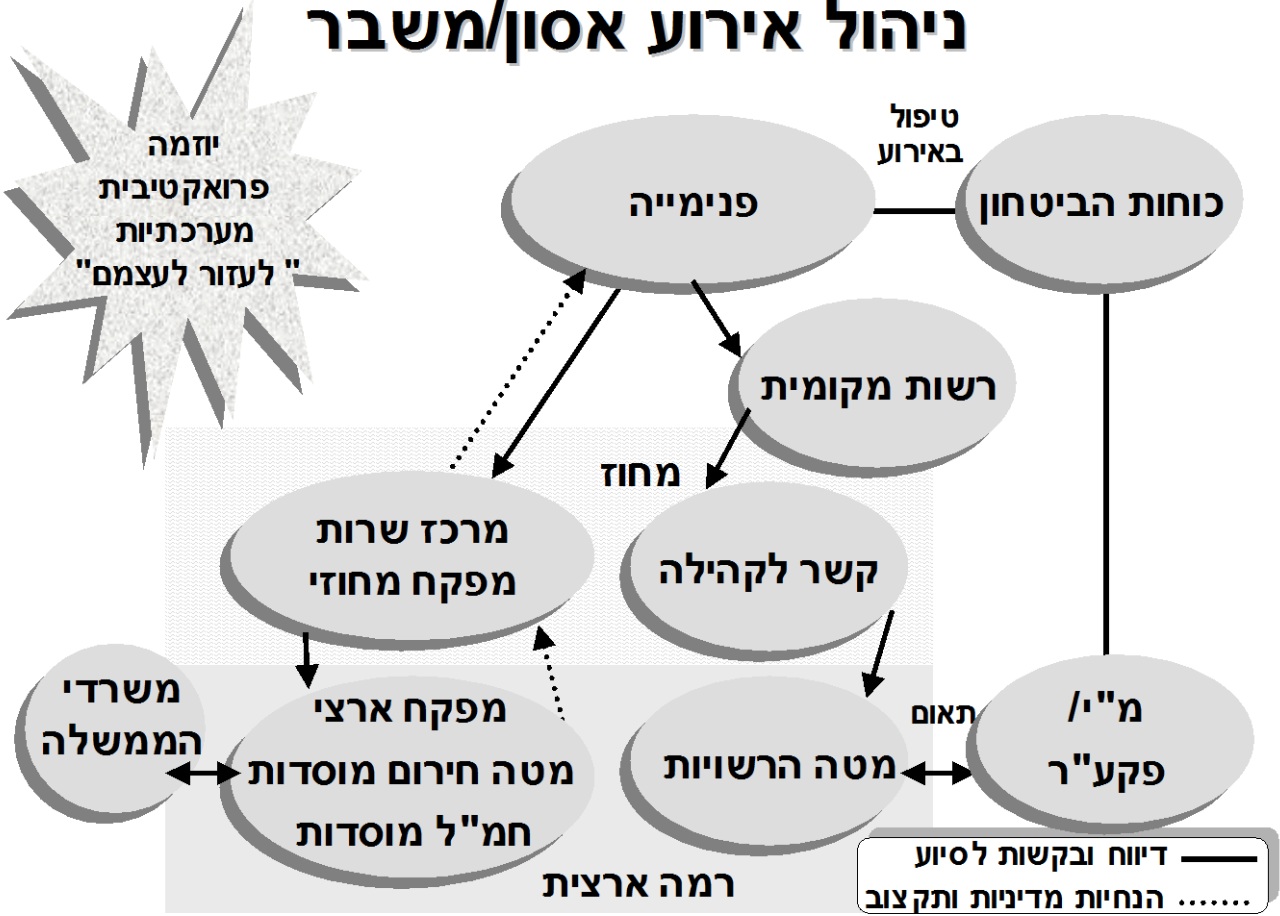 ניהול אירוע אסון/משבר
יוזמה
פרואקטיבית
מערכתיות
"לעזור לעצמם"
טיפול
באירוע
פנימייה
כוחות הביטחון
רשות מקומית
מחוז
מרכז שרות
מפקח מחוזי
קשר לקהילה
משרדי
הממשלה
מפקח ארצי
מטה חירום מוסדות
חמ"ל מוסדות
מטה הרשויות
תאום
מ"י/
פקע"ר
רמה ארצית
דיווח ובקשות לסיוע
הנחיות מדיניות ותקצוב